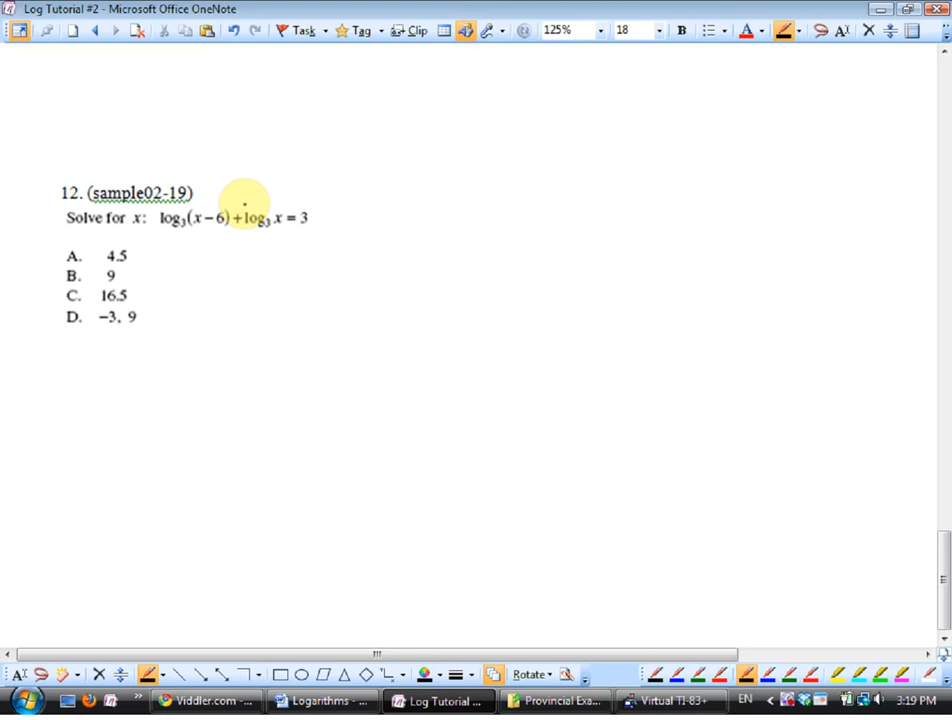 Log Tutorial #2 - Microsoft Office OneNote
Task Tag Clip 125% 18 B A
12. (sample02-19)
Solve for x: log₃(x−6)+log₃ x = 3
A. 4.5
B. 9
C. 16.5
D. −3, 9
Rotate
Viddler.com -... Logarithms - ... Log Tutorial ... Provincial Exa... Virtual TI-83+ EN 3:19 PM